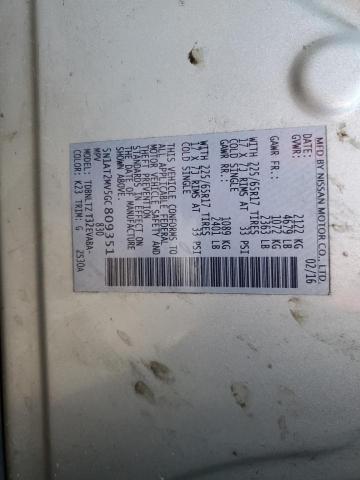 MFD BY NISSAN MOTOR CO., LTD.
DATE: 02/16
GVWR: 2122 KG
4679 LB
GAWR FR.: 1072 KG
2363 LB
WITH 225/65R17 TIRES
17 X 7J RIMS AT 33 PSI
COLD SINGLE
GAWR RR.: 1089 KG
2401 LB
WITH 225/65R17 TIRES
17 X 7J RIMS AT 33 PSI
COLD SINGLE
THIS VEHICLE CONFORMS TO
ALL APPLICABLE FEDERAL
MOTOR VEHICLE SAFETY AND
THEFT PREVENTION
STANDARDS IN EFFECT ON
THE DATE OF MANUFACTURE
SHOWN ABOVE.
5N1AT2MV5GC809351
MPV
COLOR: K23 TRIM: G